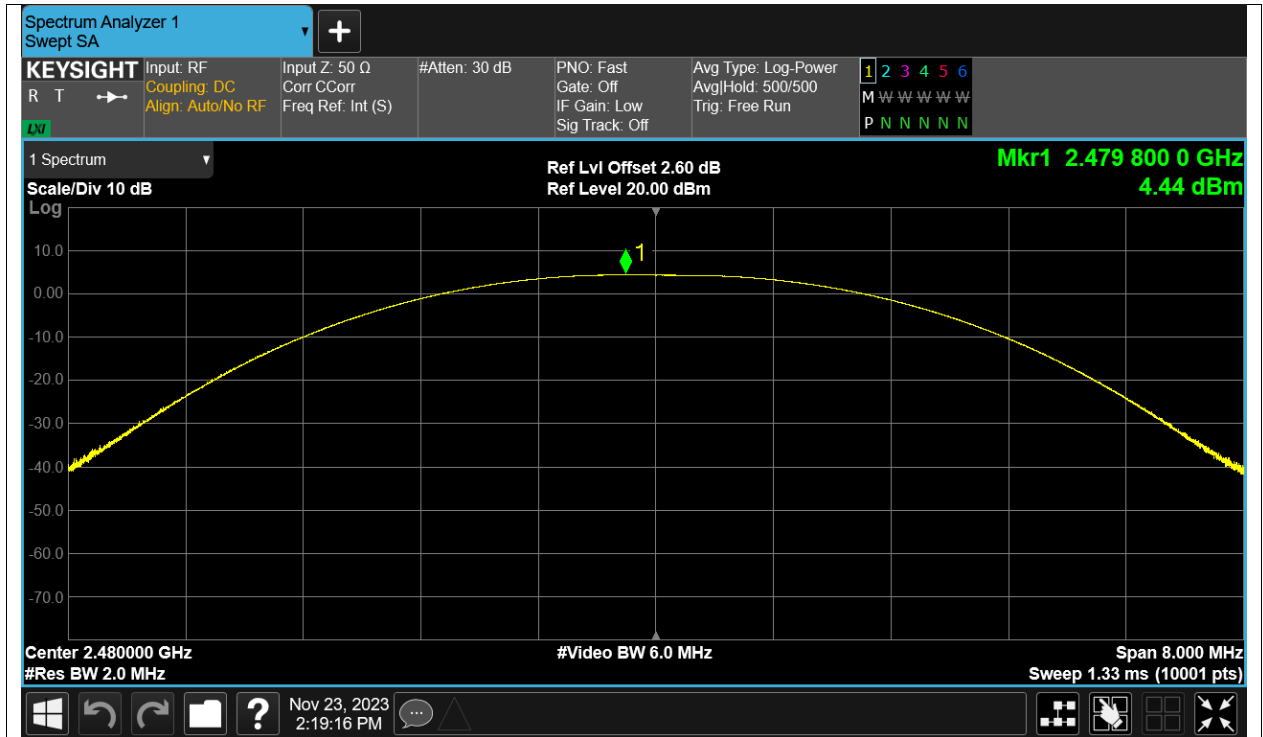 Spectrum Analyzer 1
Swept SA
KEYSIGHT
R T
LXI
Input: RF
Coupling: DC
Align: Auto/No RF
Input Z: 50 Ω
Corr CCorr
Freq Ref: Int (S)
#Atten: 30 dB
PNO: Fast
Gate: Off
IF Gain: Low
Sig Track: Off
Avg Type: Log-Power
Avg|Hold: 500/500
Trig: Free Run
1 2 3 4 5 6
M W W W W W
P N N N N N
1 Spectrum
Scale/Div 10 dB
Log
Ref Lvl Offset 2.60 dB
Ref Level 20.00 dBm
Mkr1 2.479 800 0 GHz
4.44 dBm
1
10.0
0.00
-10.0
-20.0
-30.0
-40.0
-50.0
-60.0
-70.0
Center 2.480000 GHz
#Res BW 2.0 MHz
#Video BW 6.0 MHz
Span 8.000 MHz
Sweep 1.33 ms (10001 pts)
?
Nov 23, 2023
2:19:16 PM